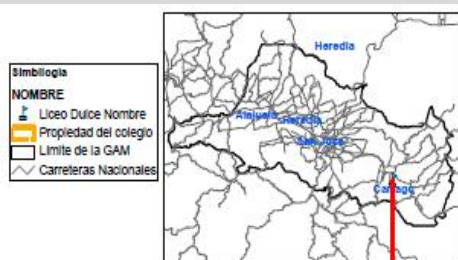 Simbología
NOMBRE
Liceo Dulce Nombre
Propiedad del colegio
Limite de la GAM
Carreteras Nacionales
Heredia
Alajuela
Heredia
San José
Cartago